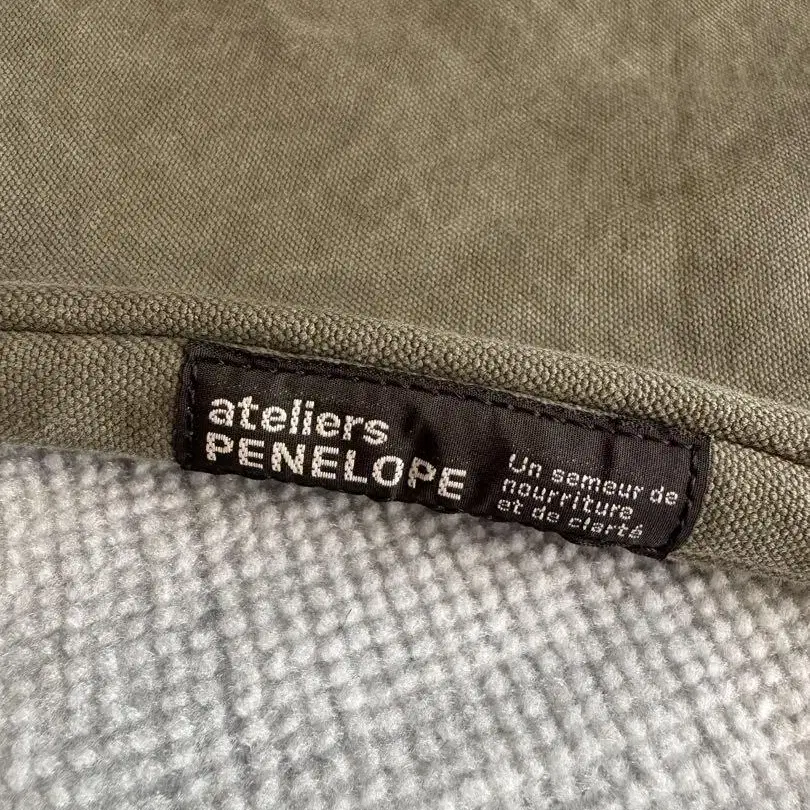 ateliers
PENELOPE
Un semeur de
nourriture
et de clarté